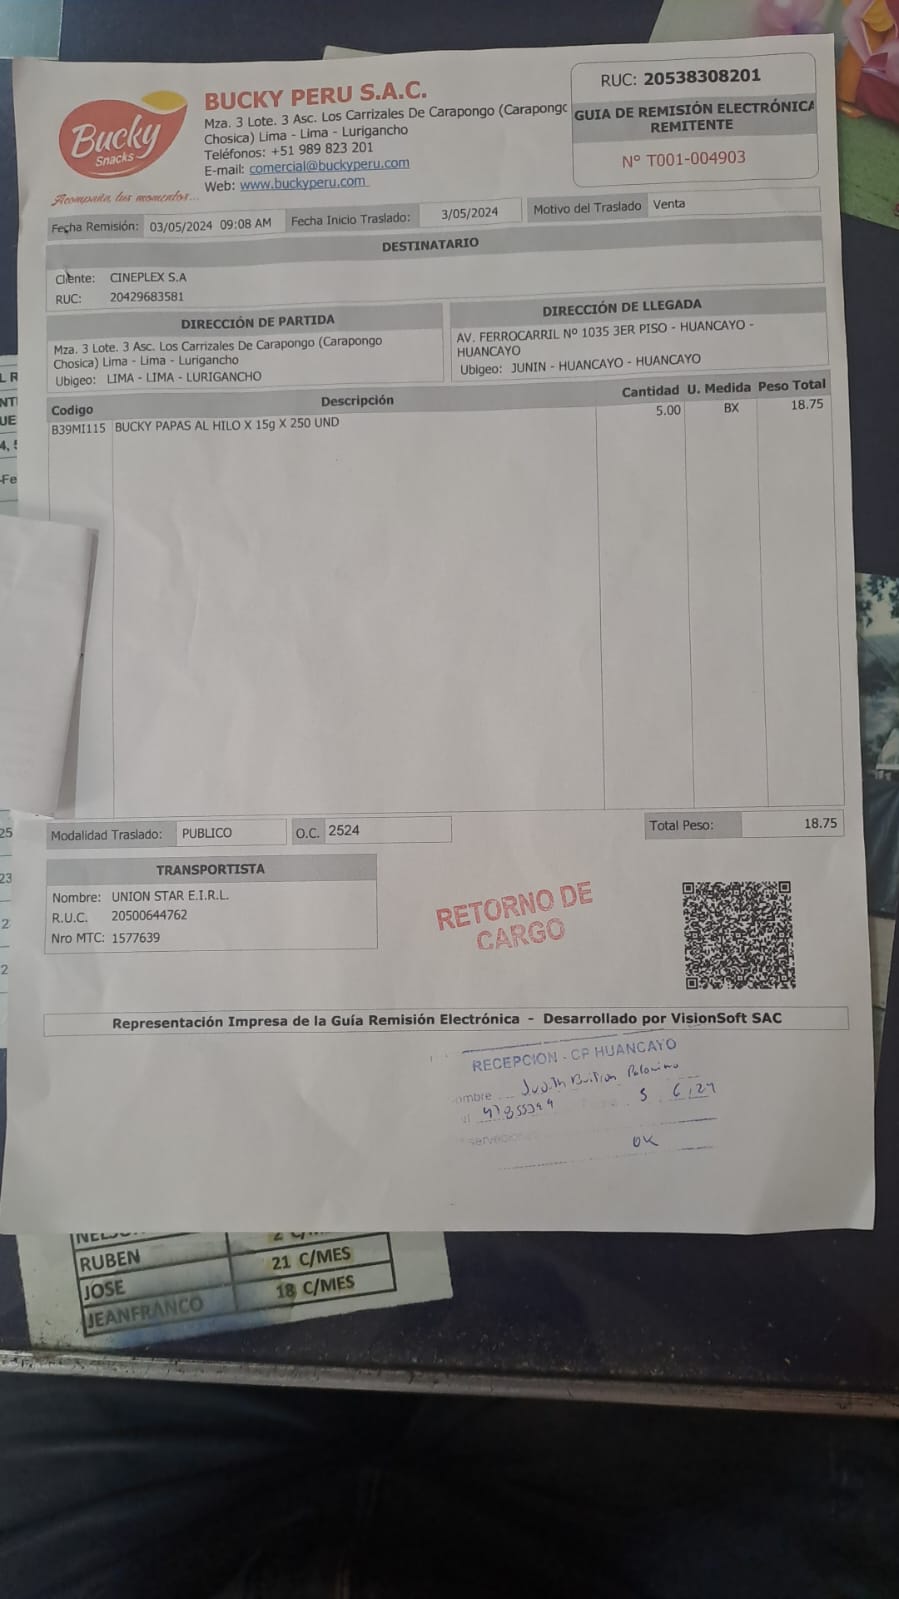 Bucky
Snacks
Acompaña tus momentos...
BUCKY PERU S.A.C.
Mza. 3 Lote. 3 Asc. Los Carrizales De Carapongo (Carapongo
Chosica) Lima - Lima - Lurigancho
Teléfonos: +51 989 823 201
E-mail: comercial@buckyperu.com
Web: www.buckyperu.com
RUC: 20538308201
GUIA DE REMISIÓN ELECTRÓNICA
REMITENTE
Nº T001-004903
Fecha Remisión: 03/05/2024 09:08 AM Fecha Inicio Traslado: 3/05/2024 Motivo del Traslado Venta
DESTINATARIO
Cliente: CINEPLEX S.A
RUC: 20429683581
DIRECCIÓN DE PARTIDA
Mza. 3 Lote. 3 Asc. Los Carrizales De Carapongo (Carapongo
Chosica) Lima - Lima - Lurigancho
Ubigeo: LIMA - LIMA - LURIGANCHO
DIRECCIÓN DE LLEGADA
AV. FERROCARRIL Nº 1035 3ER PISO - HUANCAYO -
HUANCAYO
Ubigeo: JUNIN - HUANCAYO - HUANCAYO
Codigo Descripción Cantidad U. Medida Peso Total
B39MI115 BUCKY PAPAS AL HILO X 15g X 250 UND 5.00 BX 18.75
Modalidad Traslado: PUBLICO O.C. 2524 Total Peso: 18.75
TRANSPORTISTA
Nombre: UNION STAR E.I.R.L.
R.U.C. 20500644762
Nro MTC: 1577639
RETORNO DE
CARGO
Representación Impresa de la Guía Remisión Electrónica - Desarrollado por VisionSoft SAC
RECEPCION - CP HUANCAYO
ombre
OK
RUBEN 21 C/MES
JOSE 18 C/MES
JEANFRANCO